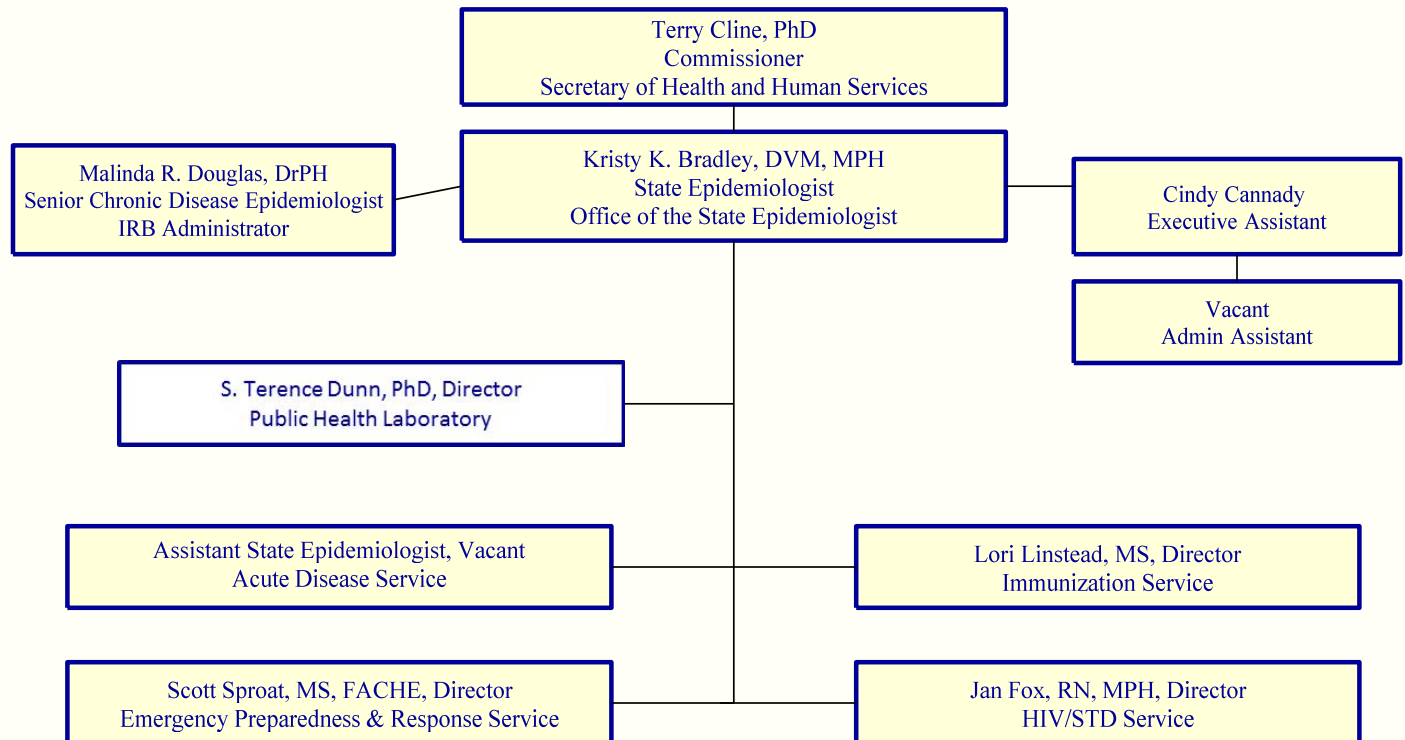 Terry Cline, PhD
Commissioner
Secretary of Health and Human Services
Malinda R. Douglas, DrPH
Senior Chronic Disease Epidemiologist
IRB Administrator
Kristy K. Bradley, DVM, MPH
State Epidemiologist
Office of the State Epidemiologist
Cindy Cannady
Executive Assistant
Vacant
Admin Assistant
S. Terence Dunn, PhD, Director
Public Health Laboratory
Assistant State Epidemiologist, Vacant
Acute Disease Service
Lori Linstead, MS, Director
Immunization Service
Scott Sproat, MS, FACHE, Director
Emergency Preparedness & Response Service
Jan Fox, RN, MPH, Director
HIV/STD Service